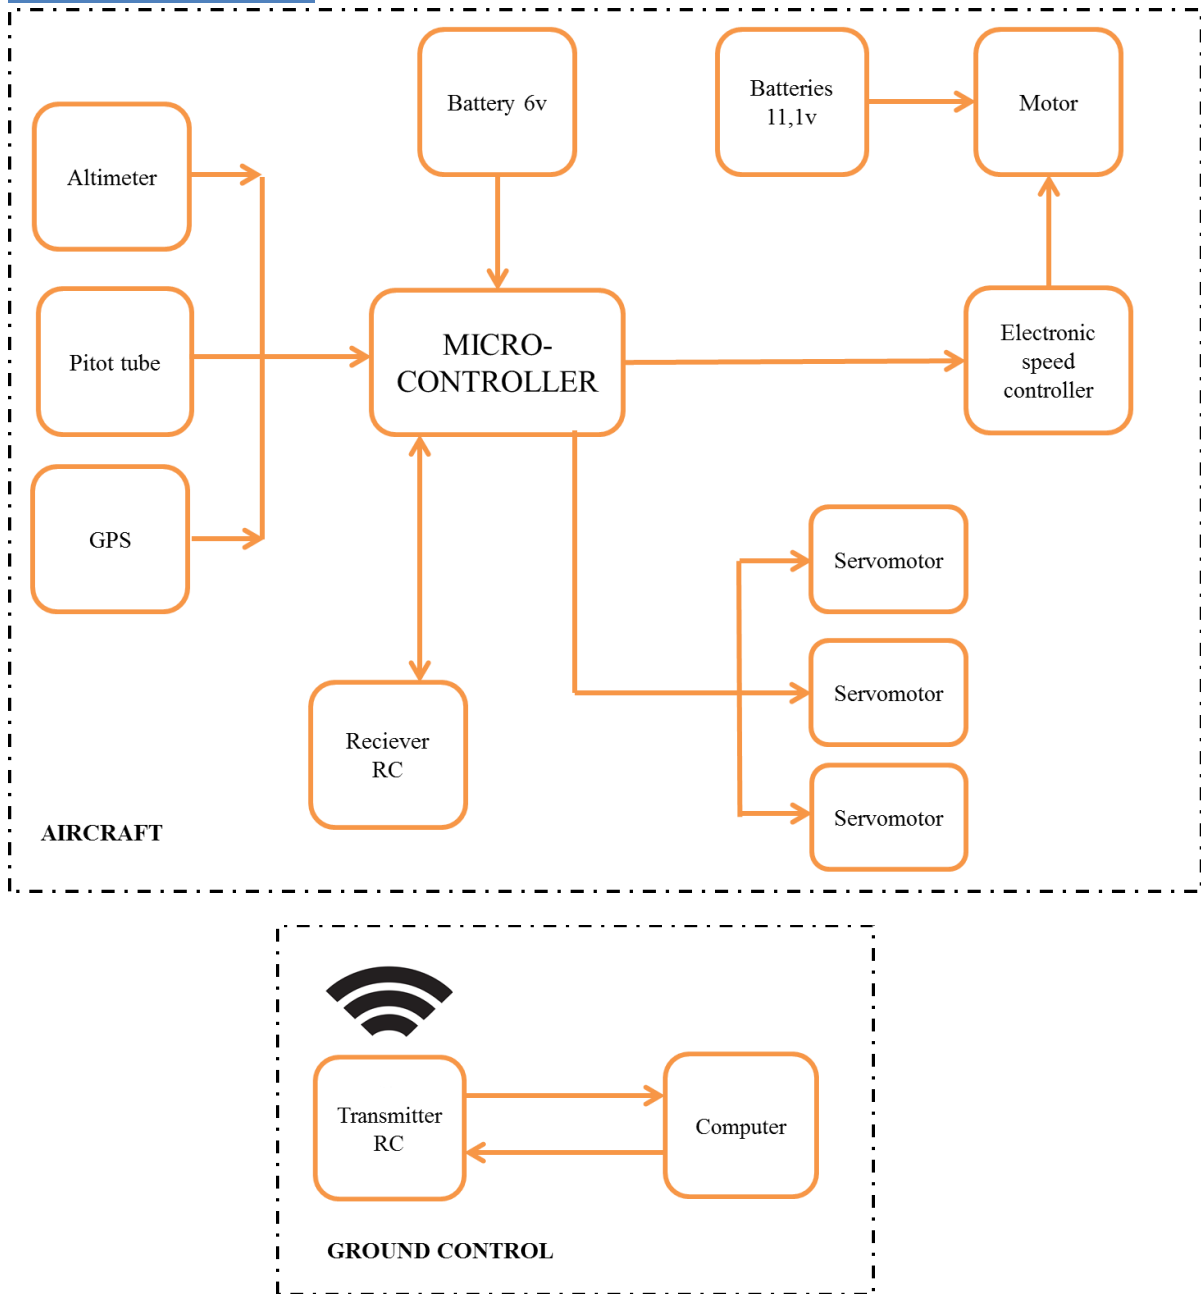 Battery 6v
Batteries
11,1v
Motor
Altimeter
Pitot tube
MICRO-
CONTROLLER
Electronic
speed
controller
GPS
Servomotor
Servomotor
Reciever
RC
Servomotor
AIRCRAFT
Transmitter
RC
Computer
GROUND CONTROL